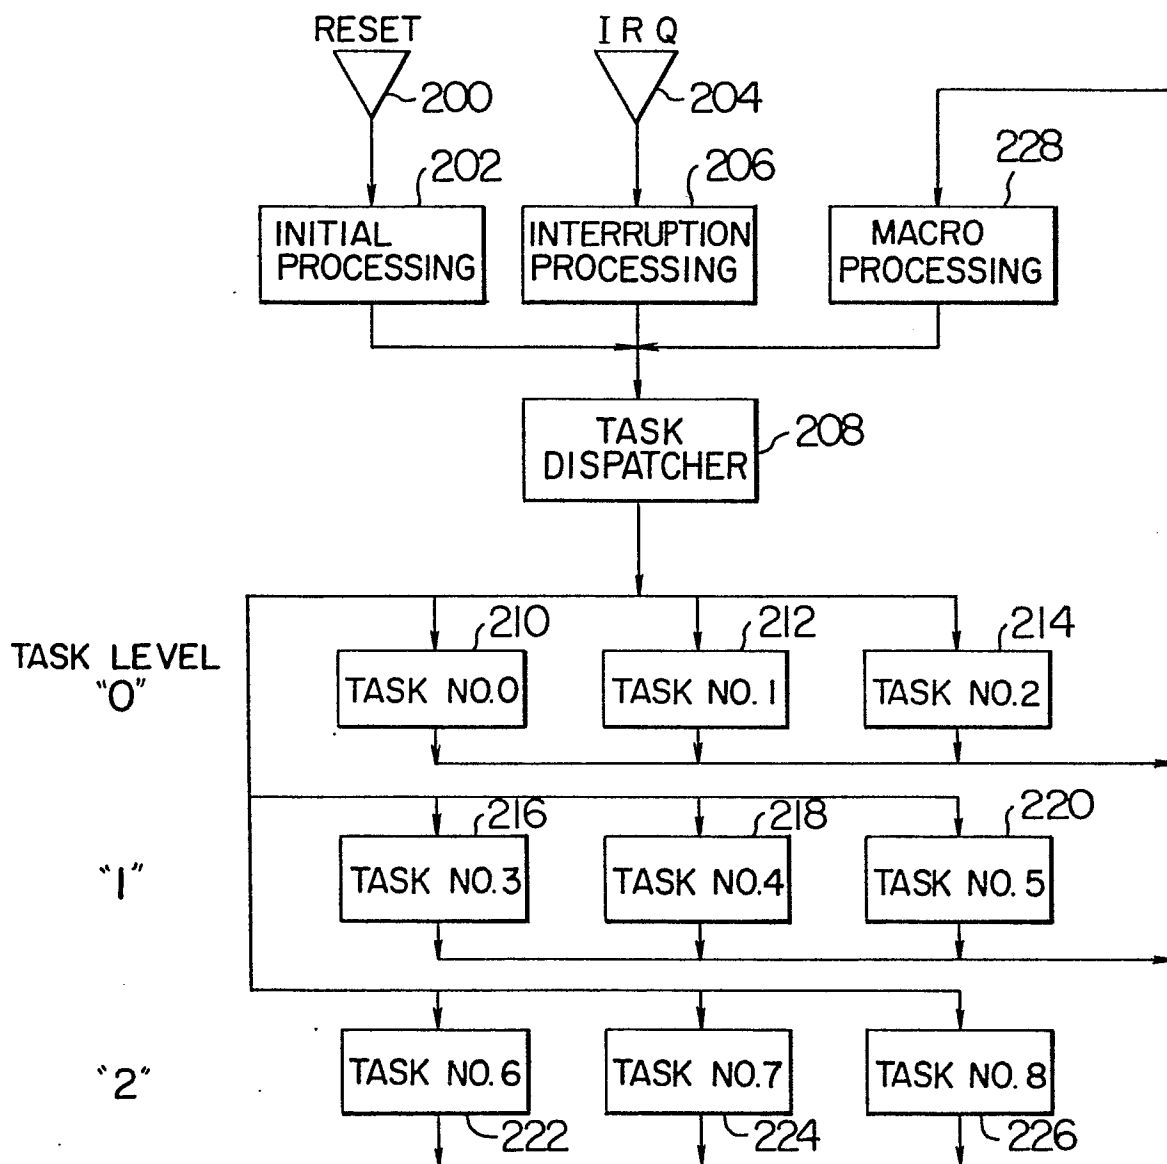 RESET
IRQ
200
204
202
206
228
INITIAL
PROCESSING
INTERRUPTION
PROCESSING
MACRO
PROCESSING
TASK
DISPATCHER
208
TASK LEVEL
"0"
210
212
214
TASK NO.0
TASK NO.1
TASK NO.2
"1"
216
218
220
TASK NO.3
TASK NO.4
TASK NO.5
"2"
TASK NO.6
TASK NO.7
TASK NO.8
222
224
226